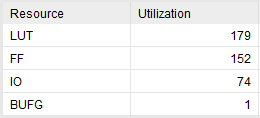 Resource Utilization
LUT 179
FF 152
IO 74
BUFG 1